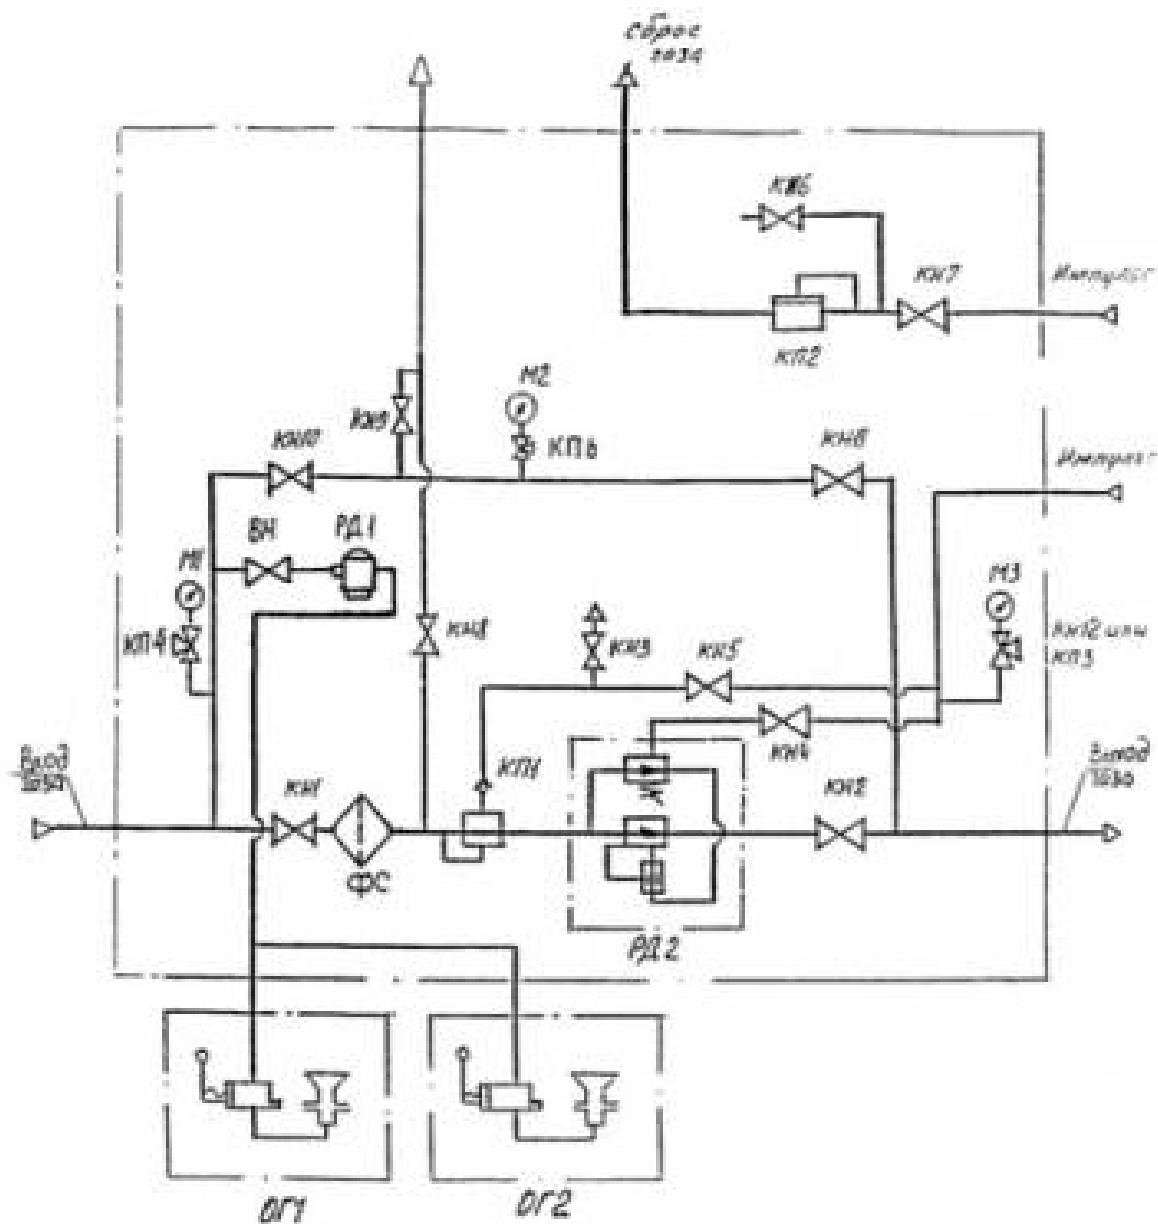 Сброс
газа
КН6
КН7
Импульс
КП2
М2
КН9
КН10
КП6
КН8
Импульс
ВН
РД1
М1
М3
КП4
КН8
КН3
КН5
КН12 или
КП3
КН4
Вход
газа
КН1
КП1
КН2
Выход
газа
ФС
РД2
ОГ1
ОГ2